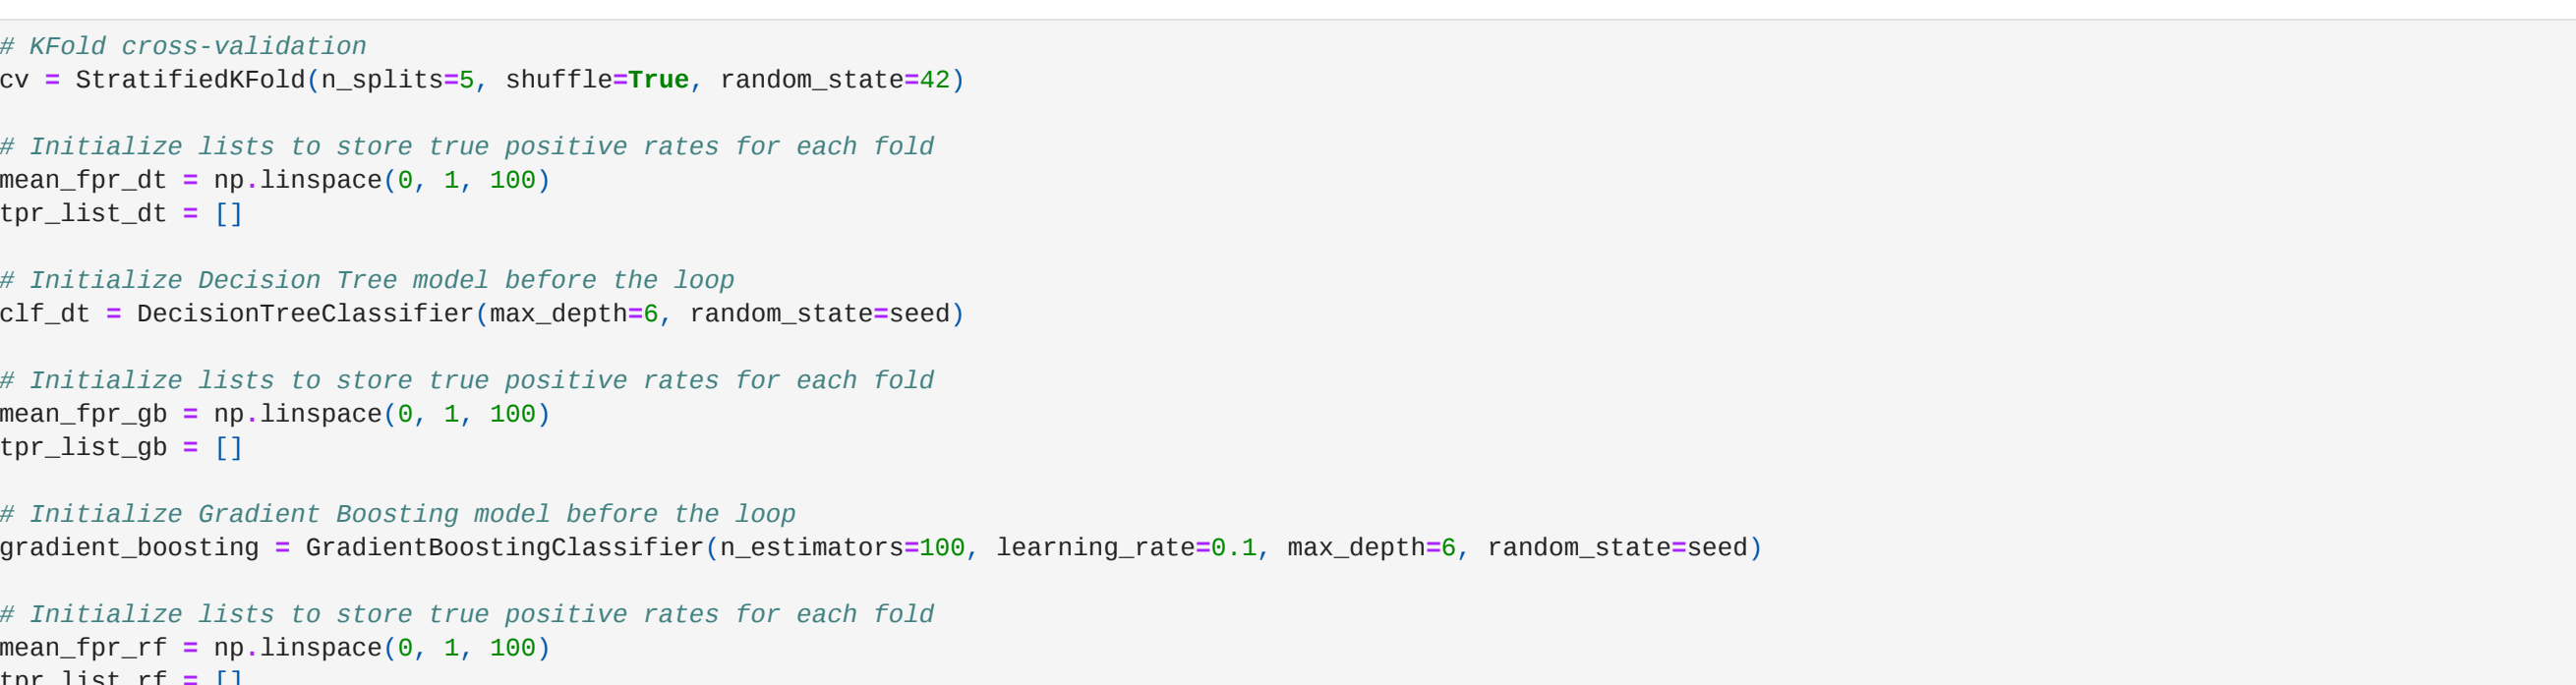 # KFold cross-validation
cv = StratifiedKFold(n_splits=5, shuffle=True, random_state=42)
# Initialize lists to store true positive rates for each fold
mean_fpr_dt = np.linspace(0, 1, 100)
tpr_list_dt = []
# Initialize Decision Tree model before the loop
clf_dt = DecisionTreeClassifier(max_depth=6, random_state=seed)
# Initialize lists to store true positive rates for each fold
mean_fpr_gb = np.linspace(0, 1, 100)
tpr_list_gb = []
# Initialize Gradient Boosting model before the loop
gradient_boosting = GradientBoostingClassifier(n_estimators=100, learning_rate=0.1, max_depth=6, random_state=seed)
# Initialize lists to store true positive rates for each fold
mean_fpr_rf = np.linspace(0, 1, 100)
tpr_list_rf = []